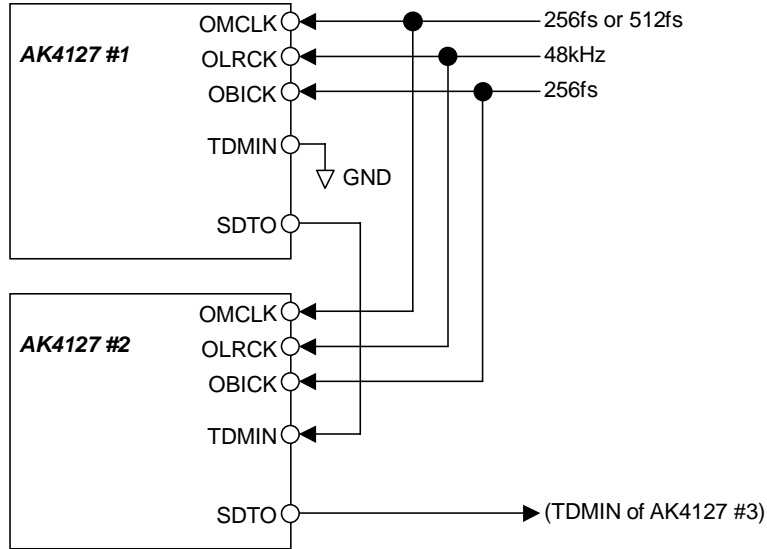 OMCLK 256fs or 512fs
AK4127 #1
OLRCK 48kHz
OBICK 256fs
TDMIN
GND
SDTO
OMCLK
AK4127 #2
OLRCK
OBICK
TDMIN
SDTO (TDMIN of AK4127 #3)